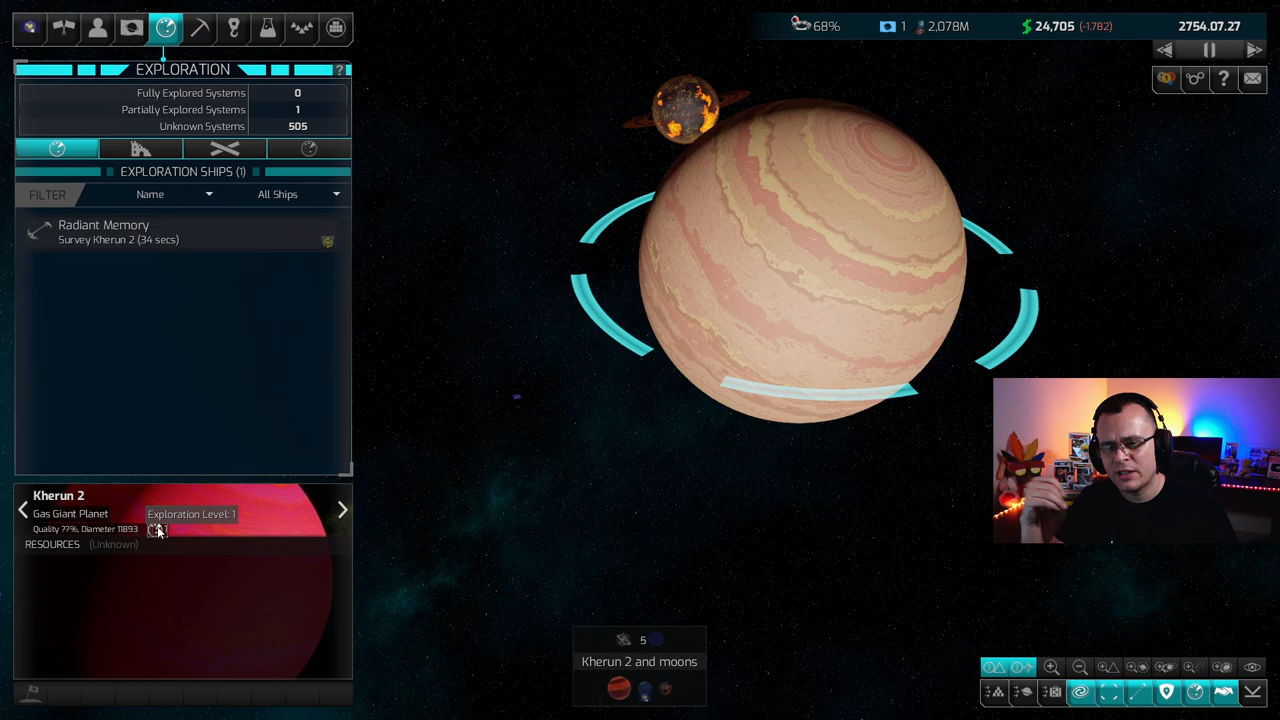 68%
1
2,078M
24,705 (-1,782)
2754.07.27
EXPLORATION
?
Fully Explored Systems 0
Partially Explored Systems 1
Unknown Systems 505
EXPLORATION SHIPS (1)
FILTER Name All Ships
Radiant Memory
Survey Kherun 2 (34 secs)
Kherun 2
Gas Giant Planet
Exploration Level: 1
Quality ??%, Diameter 11893
RESOURCES (Unknown)
1
?
5
Kherun 2 and moons